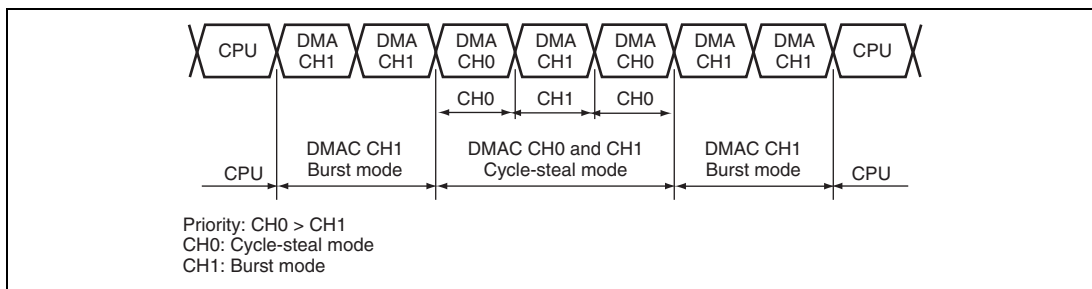 CPU DMA CH1 DMA CH1 DMA CH0 DMA CH1 DMA CH0 DMA CH1 DMA CH1 CPU
CH0 CH1 CH0
DMAC CH1
Burst mode
DMAC CH0 and CH1
Cycle-steal mode
DMAC CH1
Burst mode
CPU
CPU
Priority: CH0 > CH1
CH0: Cycle-steal mode
CH1: Burst mode